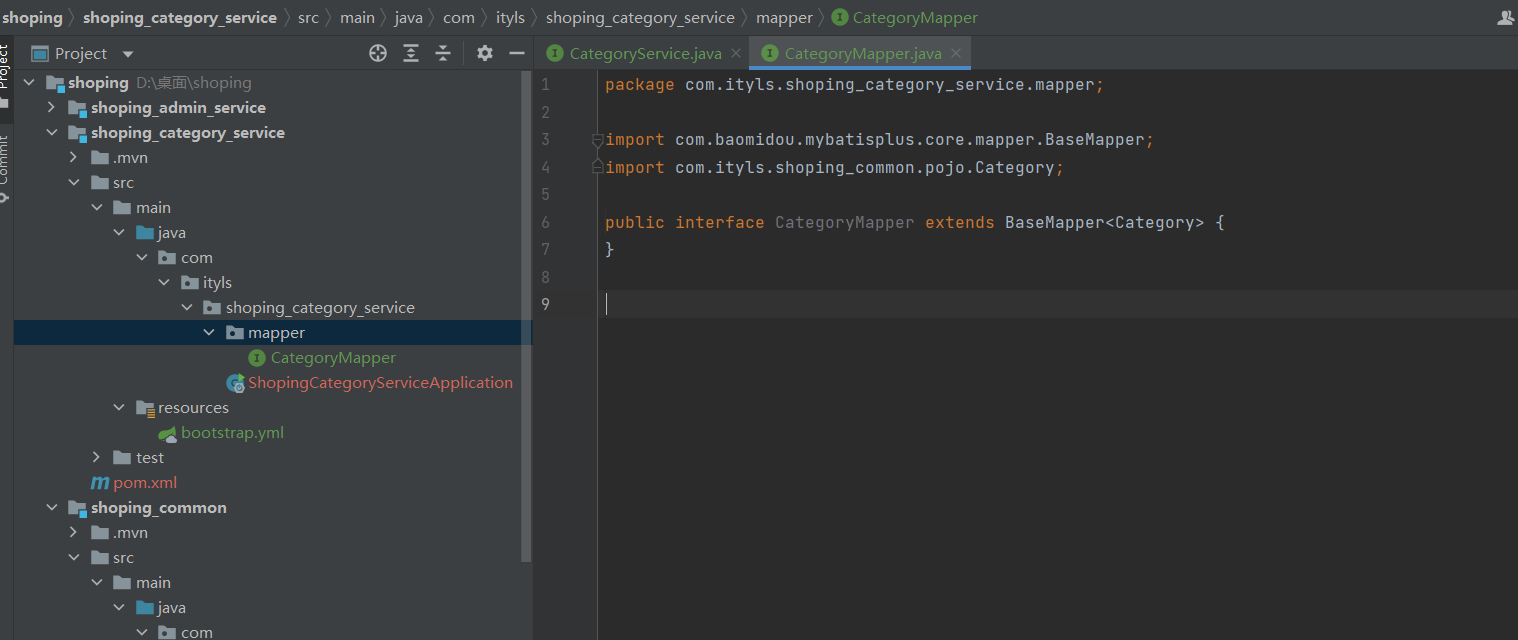 shoping shoping_category_service src main java com ityls shoping_category_service mapper CategoryMapper
Project
Commit
Project
shoping D:\桌面\shoping
shoping_admin_service
shoping_category_service
.mvn
src
main
java
com
ityls
shoping_category_service
mapper
CategoryMapper
ShopingCategoryServiceApplication
resources
bootstrap.yml
test
pom.xml
shoping_common
.mvn
src
main
java
com
CategoryService.java CategoryMapper.java
1 package com.ityls.shoping_category_service.mapper;
2
3 import com.baomidou.mybatisplus.core.mapper.BaseMapper;
4 import com.ityls.shoping_common.pojo.Category;
5
6 public interface CategoryMapper extends BaseMapper<Category> {
7 }
8
9